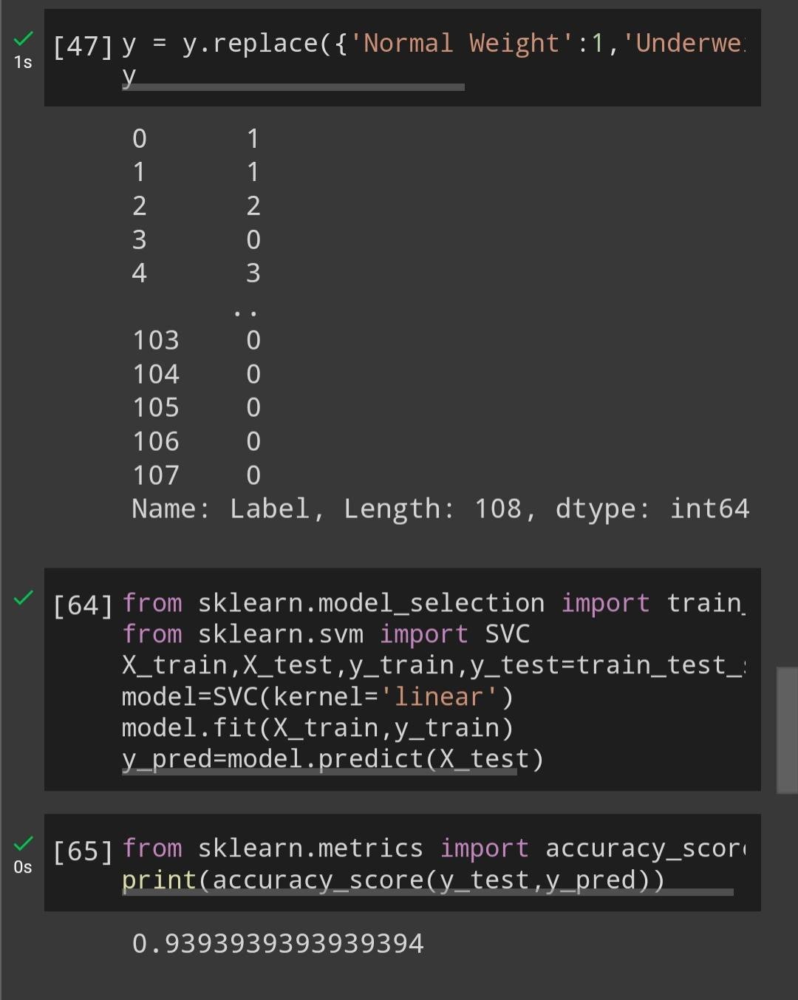 [47] y = y.replace({'Normal Weight':1,'Underwe
1s
y
0 1
1 1
2 2
3 0
4 3
..
103 0
104 0
105 0
106 0
107 0
Name: Label, Length: 108, dtype: int64
[64] from sklearn.model_selection import train_
from sklearn.svm import SVC
X_train,X_test,y_train,y_test=train_test_
model=SVC(kernel='linear')
model.fit(X_train,y_train)
y_pred=model.predict(X_test)
[65] from sklearn.metrics import accuracy_scor
0s
print(accuracy_score(y_test,y_pred))
0.9393939393939394